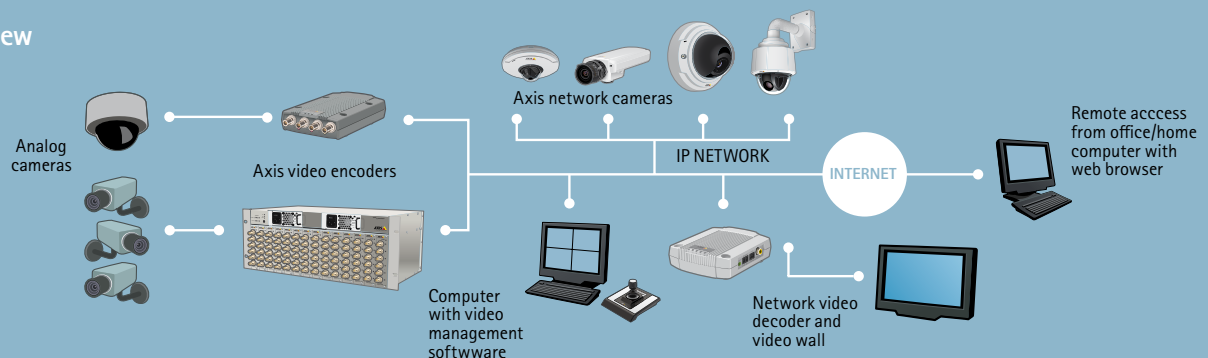 ew
Axis network cameras
Analog
cameras
Axis video encoders
IP NETWORK
INTERNET
Remote acccess
from office/home
computer with
web browser
Computer
with video
management
softwware
Network video
decoder and
video wall